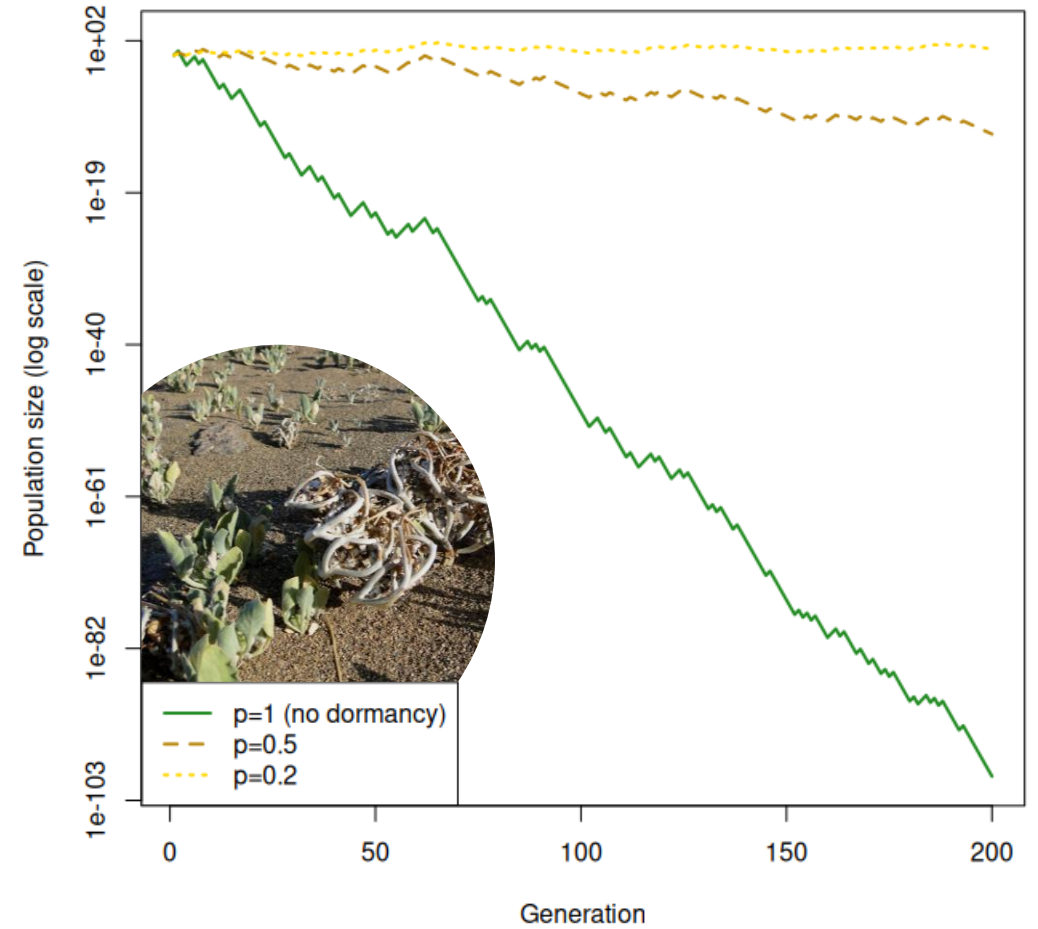 Population size (log scale)
1e+02
1e-19
1e-40
1e-61
1e-82
1e-103
p=1 (no dormancy)
p=0.5
p=0.2
0 50 100 150 200
Generation